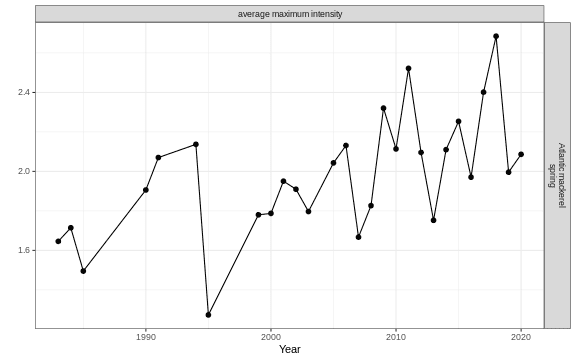 average maximum intensity
2.4
2.0
1.6
Atlantic mackerel
spring
1990
2000
2010
2020
Year